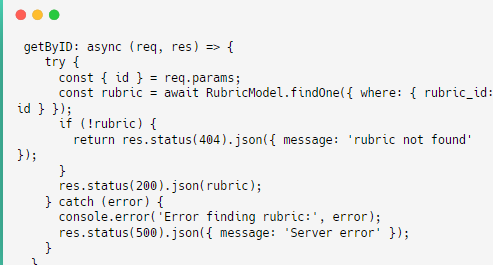 getByID: async (req, res) => {
try {
const { id } = req.params;
const rubric = await RubricModel.findOne({ where: { rubric_id:
id } });
if (!rubric) {
return res.status(404).json({ message: 'rubric not found'
});
}
res.status(200).json(rubric);
} catch (error) {
console.error('Error finding rubric:', error);
res.status(500).json({ message: 'Server error' });
}
}